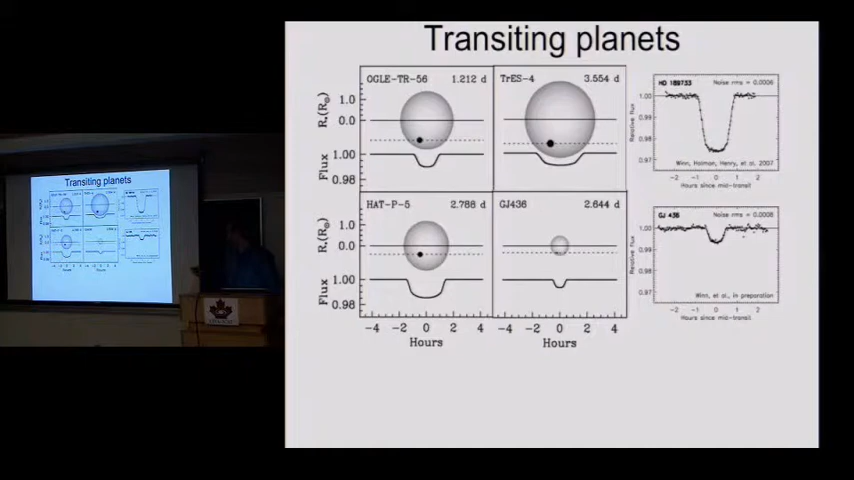 Transiting planets
OGLE-TR-56 1.212 d
TrES-4 3.554 d
HAT-P-5 2.788 d
GJ436 2.644 d
1.0
0.0
1.00
0.98
Flux
1.0
0.0
1.00
0.98
Flux
-4 -2 0 2 4
-4 -2 0 2 4
Hours
Hours
HD 189733 Noise rms = 0.0006
1.00
0.99
0.98
0.97
Relative flux
Winn, Holman, Henry, et al. 2007
-2 -1 0 1 2
Hours since mid-transit
GJ 436 Noise rms = 0.0008
1.00
0.99
0.98
0.97
Relative flux
Winn, et al., in preparation
-2 -1 0 1 2
Hours since mid-transit
Transiting planets